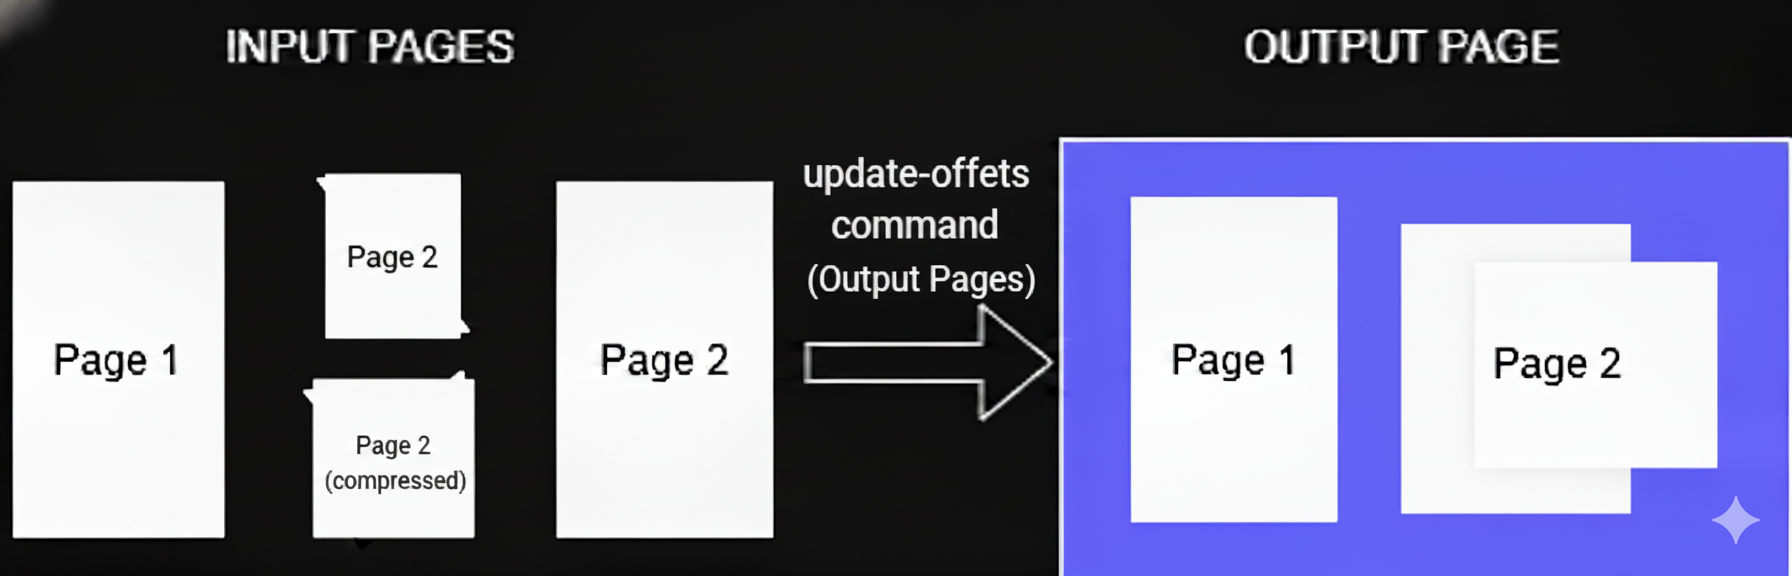 INPUT PAGES
OUTPUT PAGE
Page 1
Page 2
Page 2
(compressed)
Page 2
update-offets
command
(Output Pages)
Page 1
Page 2